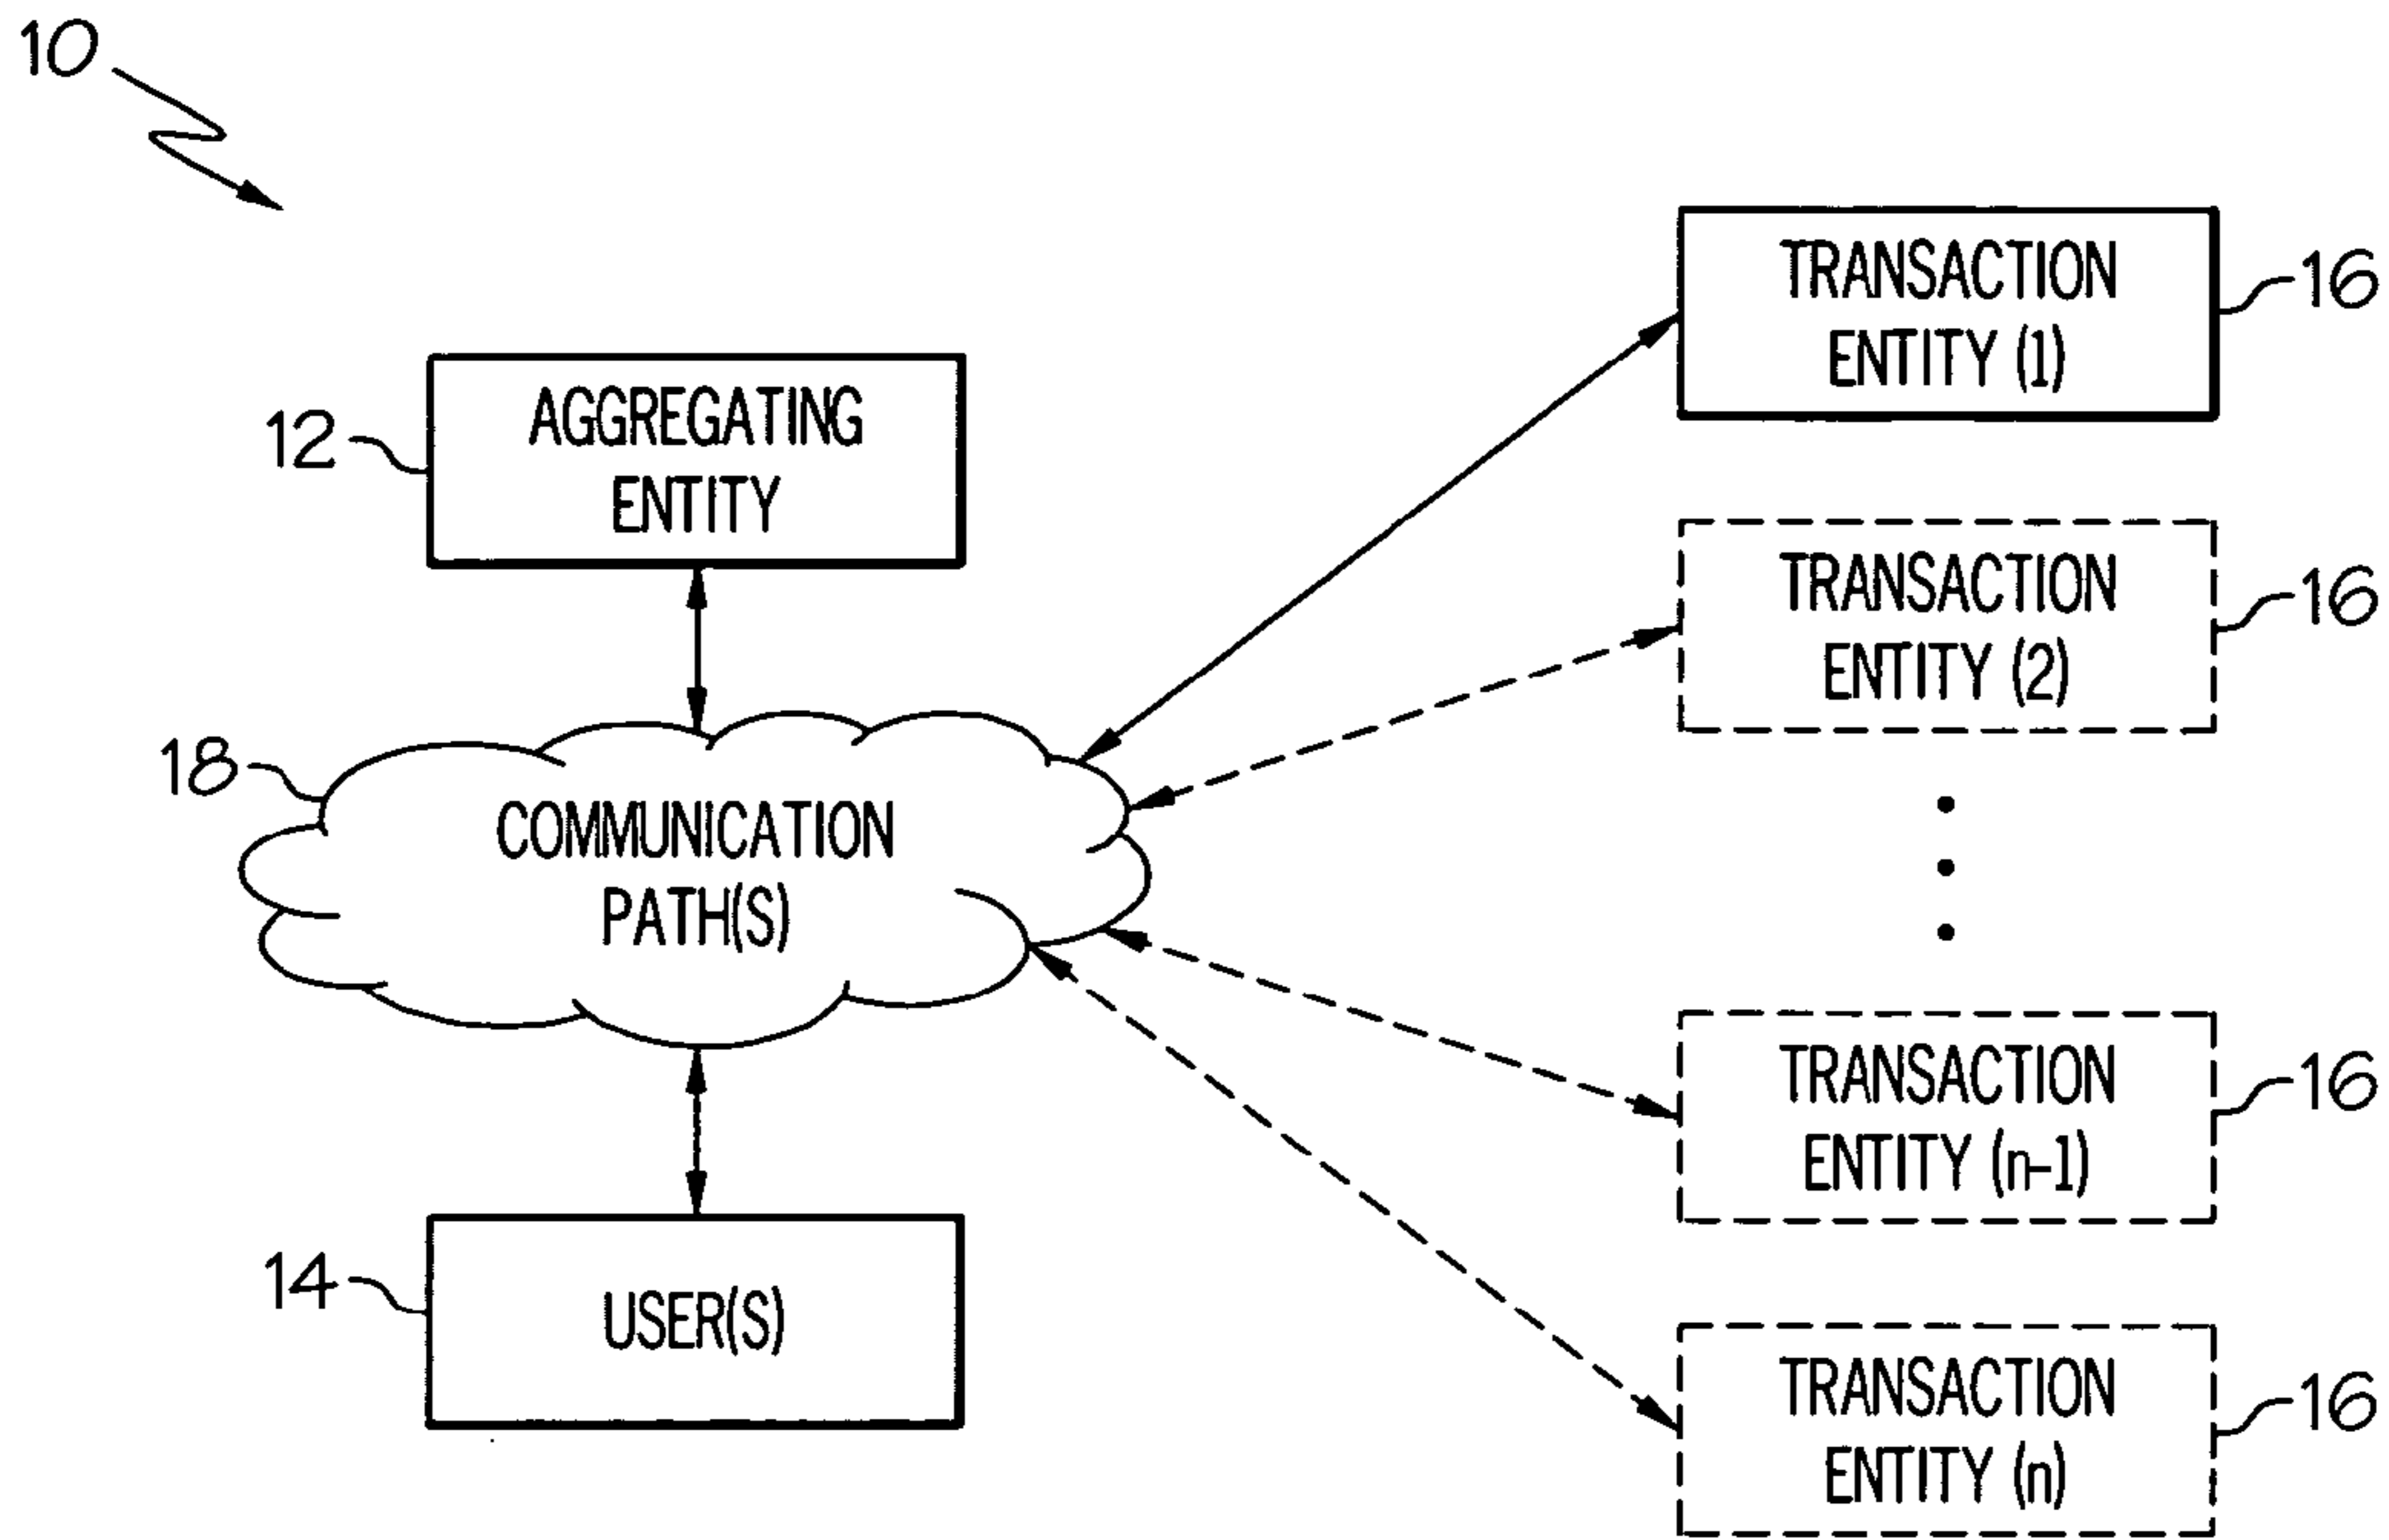 10
TRANSACTION
ENTITY (1)
16
AGGREGATING
ENTITY
12
TRANSACTION
ENTITY (2)
16
18
COMMUNICATION
PATH(S)
TRANSACTION
ENTITY (n-1)
16
14
USER(S)
TRANSACTION
ENTITY (n)
16